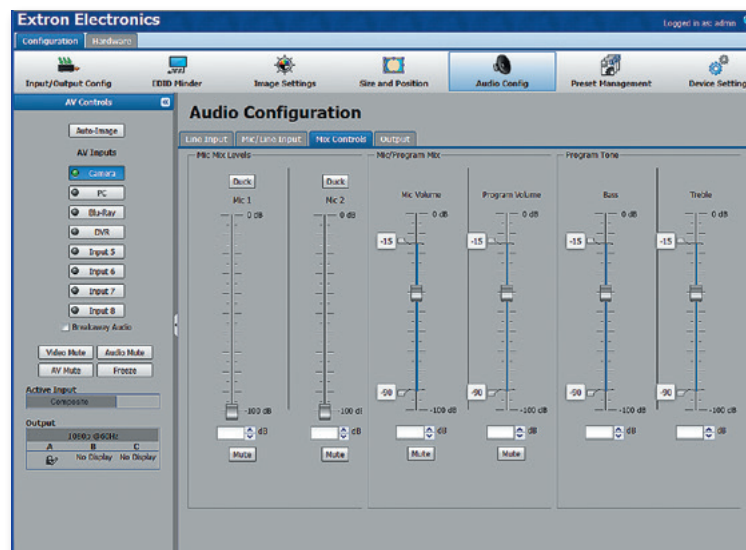 Extron Electronics
Logged in as: admin
Configuration Hardware
Input/Output Config EDID Minder Image Settings Size and Position Audio Config Preset Management Device Setting
AV Controls
Auto-Image
AV Inputs
Camera
PC
Blu-Ray
DVR
Input 5
Input 6
Input 7
Input 8
Breakaway Audio
Video Mute Audio Mute
AV Mute Freeze
Active Input
Composite
Output
1080p @60Hz
A B C
No Display No Display
Audio Configuration
Line Input Mic/Line Input Mix Controls Output
Mic Mix Levels Mic/Program Mix Program Tone
Duck Duck
Mic 1 Mic 2 Mic Volume Program Volume Bass Treble
0 dB 0 dB 0 dB 0 dB 0 dB 0 dB
-15 -15 -15 -15
-90 -90 -90 -90
-100 dB -100 dB -100 dB -100 dB -100 dB -100 dB
dB dB dB dB dB dB
Mute Mute Mute Mute